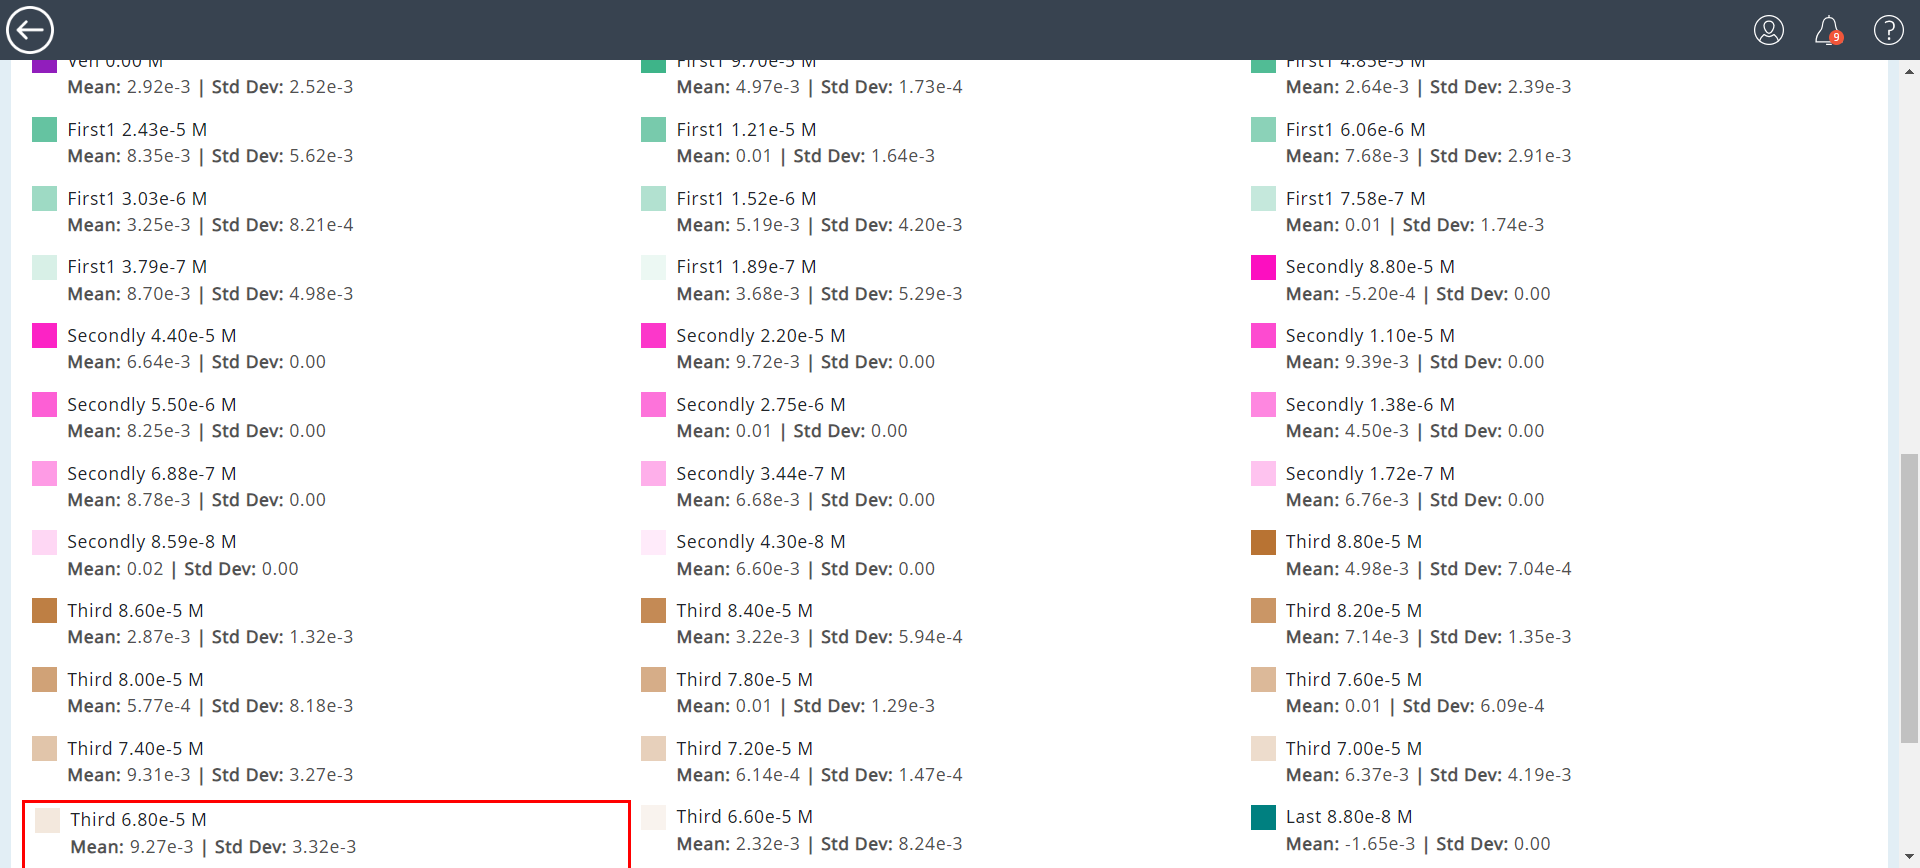 9
Ven 0.00 M
Mean: 2.92e-3 | Std Dev: 2.52e-3
First1 9.70e-5 M
Mean: 4.97e-3 | Std Dev: 1.73e-4
First1 4.85e-5 M
Mean: 2.64e-3 | Std Dev: 2.39e-3
First1 2.43e-5 M
Mean: 8.35e-3 | Std Dev: 5.62e-3
First1 1.21e-5 M
Mean: 0.01 | Std Dev: 1.64e-3
First1 6.06e-6 M
Mean: 7.68e-3 | Std Dev: 2.91e-3
First1 3.03e-6 M
Mean: 3.25e-3 | Std Dev: 8.21e-4
First1 1.52e-6 M
Mean: 5.19e-3 | Std Dev: 4.20e-3
First1 7.58e-7 M
Mean: 0.01 | Std Dev: 1.74e-3
First1 3.79e-7 M
Mean: 8.70e-3 | Std Dev: 4.98e-3
First1 1.89e-7 M
Mean: 3.68e-3 | Std Dev: 5.29e-3
Secondly 8.80e-5 M
Mean: -5.20e-4 | Std Dev: 0.00
Secondly 4.40e-5 M
Mean: 6.64e-3 | Std Dev: 0.00
Secondly 2.20e-5 M
Mean: 9.72e-3 | Std Dev: 0.00
Secondly 1.10e-5 M
Mean: 9.39e-3 | Std Dev: 0.00
Secondly 5.50e-6 M
Mean: 8.25e-3 | Std Dev: 0.00
Secondly 2.75e-6 M
Mean: 0.01 | Std Dev: 0.00
Secondly 1.38e-6 M
Mean: 4.50e-3 | Std Dev: 0.00
Secondly 6.88e-7 M
Mean: 8.78e-3 | Std Dev: 0.00
Secondly 3.44e-7 M
Mean: 6.68e-3 | Std Dev: 0.00
Secondly 1.72e-7 M
Mean: 6.76e-3 | Std Dev: 0.00
Secondly 8.59e-8 M
Mean: 0.02 | Std Dev: 0.00
Secondly 4.30e-8 M
Mean: 6.60e-3 | Std Dev: 0.00
Third 8.80e-5 M
Mean: 4.98e-3 | Std Dev: 7.04e-4
Third 8.60e-5 M
Mean: 2.87e-3 | Std Dev: 1.32e-3
Third 8.40e-5 M
Mean: 3.22e-3 | Std Dev: 5.94e-4
Third 8.20e-5 M
Mean: 7.14e-3 | Std Dev: 1.35e-3
Third 8.00e-5 M
Mean: 5.77e-4 | Std Dev: 8.18e-3
Third 7.80e-5 M
Mean: 0.01 | Std Dev: 1.29e-3
Third 7.60e-5 M
Mean: 0.01 | Std Dev: 6.09e-4
Third 7.40e-5 M
Mean: 9.31e-3 | Std Dev: 3.27e-3
Third 7.20e-5 M
Mean: 6.14e-4 | Std Dev: 1.47e-4
Third 7.00e-5 M
Mean: 6.37e-3 | Std Dev: 4.19e-3
Third 6.80e-5 M
Mean: 9.27e-3 | Std Dev: 3.32e-3
Third 6.60e-5 M
Mean: 2.32e-3 | Std Dev: 8.24e-3
Last 8.80e-8 M
Mean: -1.65e-3 | Std Dev: 0.00